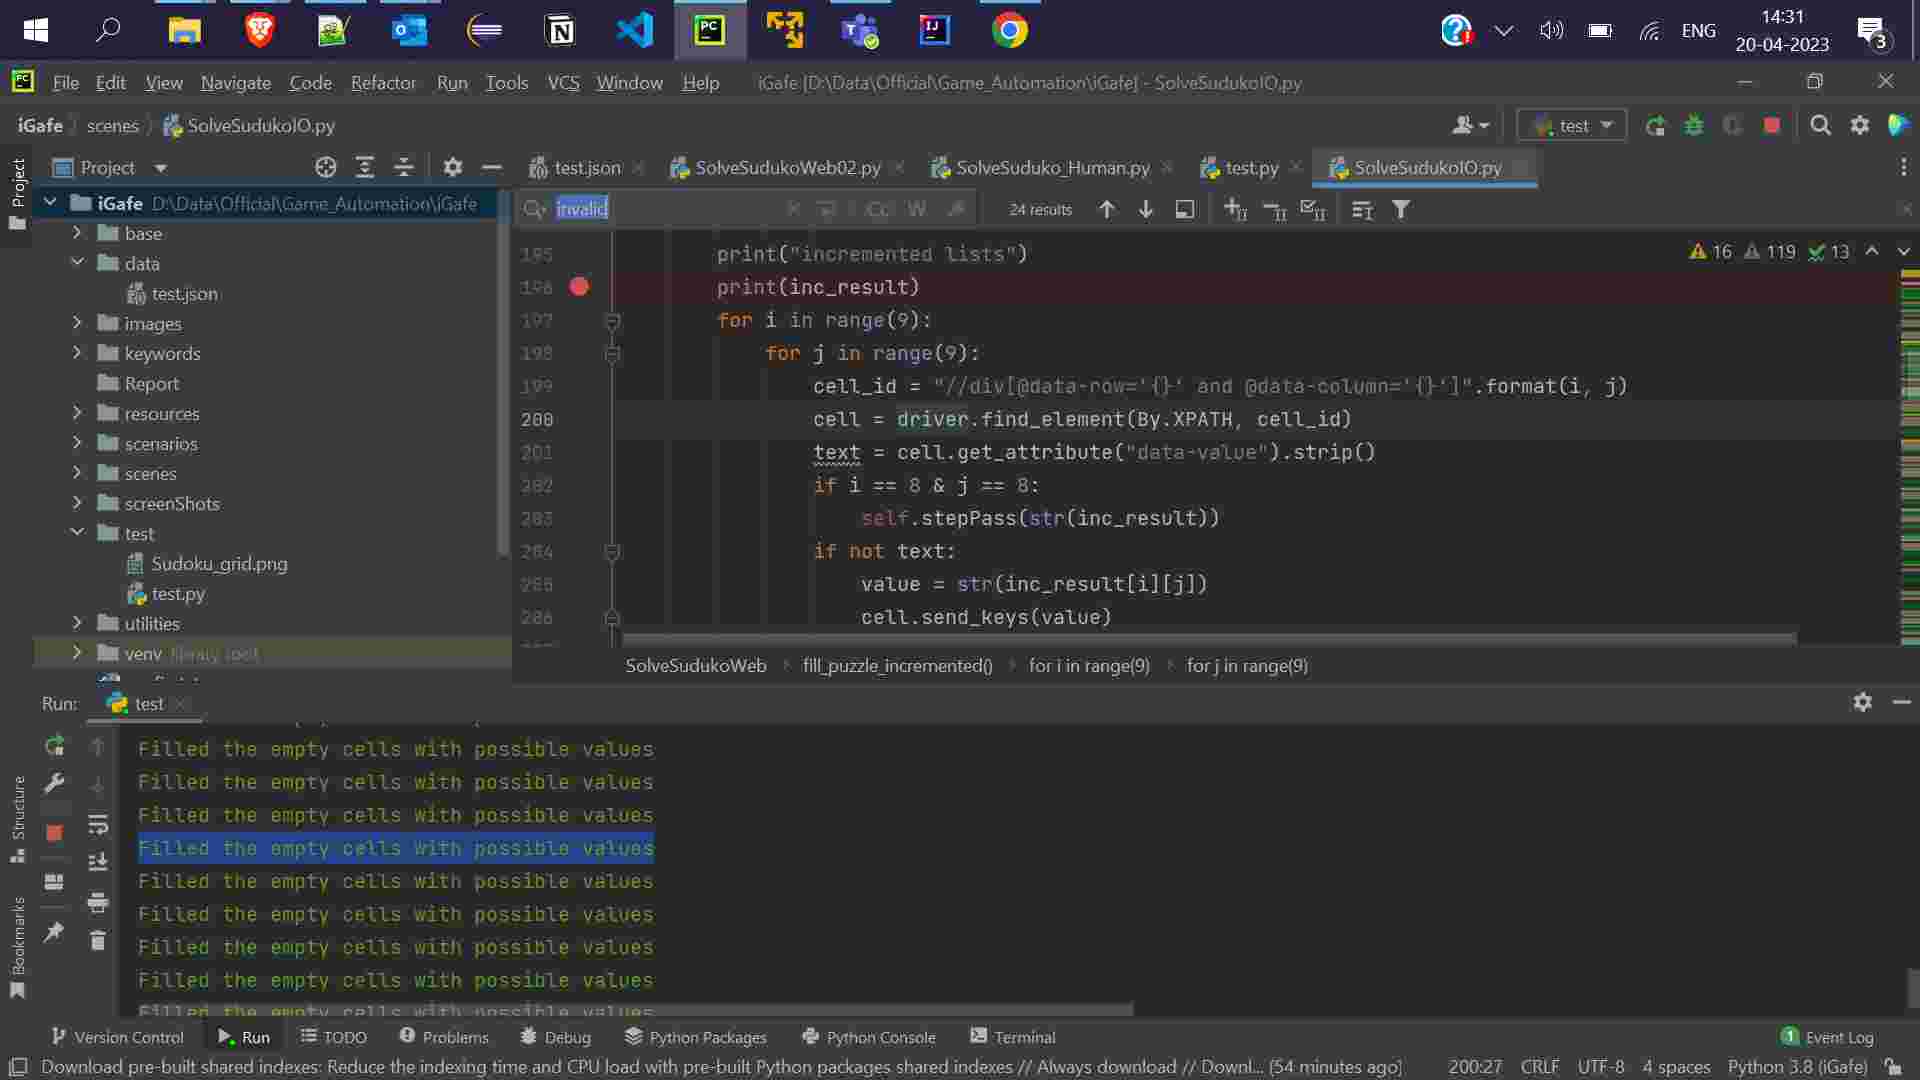 ENG
14:31
20-04-2023
3
File Edit View Navigate Code Refactor Run Tools VCS Window Help iGafe [D:\Data\Official\Game_Automation\iGafe] - SolveSudukoIO.py
iGafe scenes SolveSudukoIO.py
test
Project
test.json SolveSudukoWeb02.py SolveSuduko_Human.py test.py SolveSudukoIO.py
Project
iGafe D:\Data\Official\Game_Automation\iGafe
base
data
test.json
images
keywords
Report
resources
scenarios
scenes
screenShots
test
Sudoku_grid.png
test.py
utilities
venv library root
invalid Cc W 24 results
16 119 13
195 print("incremented lists")
196 print(inc_result)
197 for i in range(9):
198 for j in range(9):
199 cell_id = "//div[@data-row='{}' and @data-column='{}']".format(i, j)
200 cell = driver.find_element(By.XPATH, cell_id)
201 text = cell.get_attribute("data-value").strip()
202 if i == 8 & j == 8:
203 self.stepPass(str(inc_result))
204 if not text:
205 value = str(inc_result[i][j])
206 cell.send_keys(value)
SolveSudukoWeb fill_puzzle_incremented() for i in range(9) for j in range(9)
Run: test
Filled the empty cells with possible values
Filled the empty cells with possible values
Filled the empty cells with possible values
Filled the empty cells with possible values
Filled the empty cells with possible values
Filled the empty cells with possible values
Filled the empty cells with possible values
Filled the empty cells with possible values
Filled the empty cells with possible values
Structure
Bookmarks
Version Control Run TODO Problems Debug Python Packages Python Console Terminal 1 Event Log
Download pre-built shared indexes: Reduce the indexing time and CPU load with pre-built Python packages shared indexes // Always download // Downl... (54 minutes ago) 200:27 CRLF UTF-8 4 spaces Python 3.8 (iGafe)